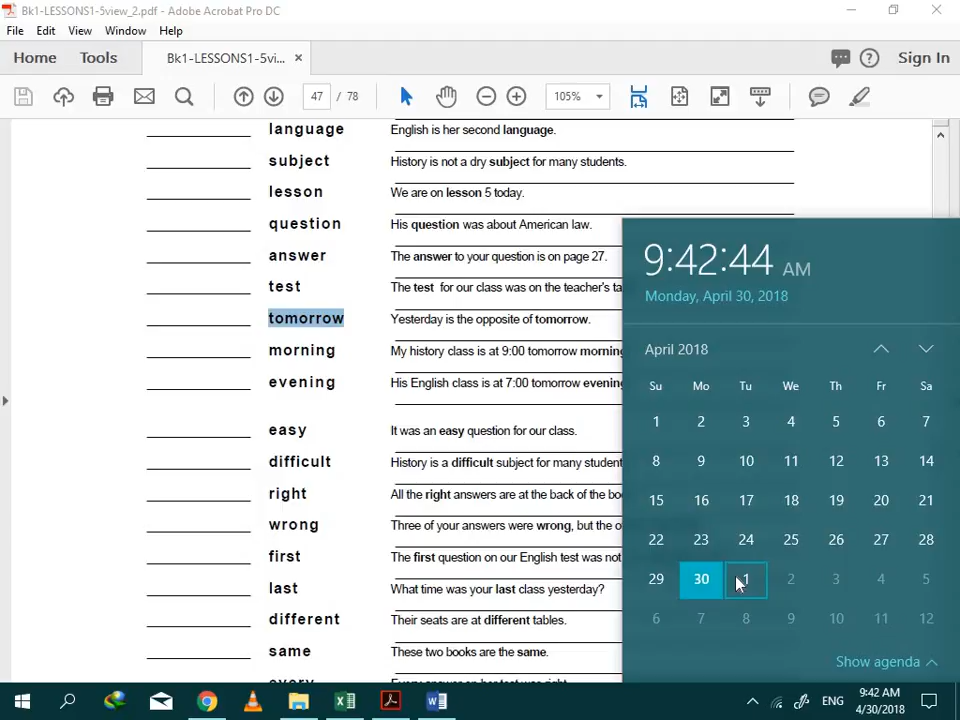 Bk1-LESSONS1-5view_2.pdf - Adobe Acrobat Pro DC
File Edit View Window Help
Home Tools Bk1-LESSONS1-5vi... × Sign In
47 / 78 105%
language English is her second language.
subject History is not a dry subject for many students.
lesson We are on lesson 5 today.
question His question was about American law.
answer The answer to your question is on page 27.
test The test for our class was on the teacher's ta
tomorrow Yesterday is the opposite of tomorrow.
morning My history class is at 9:00 tomorrow mornin
evening His English class is at 7:00 tomorrow evenin
easy It was an easy question for our class.
difficult History is a difficult subject for many student
right All the right answers are at the back of the bo
wrong Three of your answers were wrong, but the o
first The first question on our English test was not
last What time was your last class yesterday?
different Their seats are at different tables.
same These two books are the same.
9:42:44 AM
Monday, April 30, 2018
April 2018
Su Mo Tu We Th Fr Sa
1 2 3 4 5 6 7
8 9 10 11 12 13 14
15 16 17 18 19 20 21
22 23 24 25 26 27 28
29 30 1 2 3 4 5
6 7 8 9 10 11 12
Show agenda
ENG 9:42 AM
4/30/2018